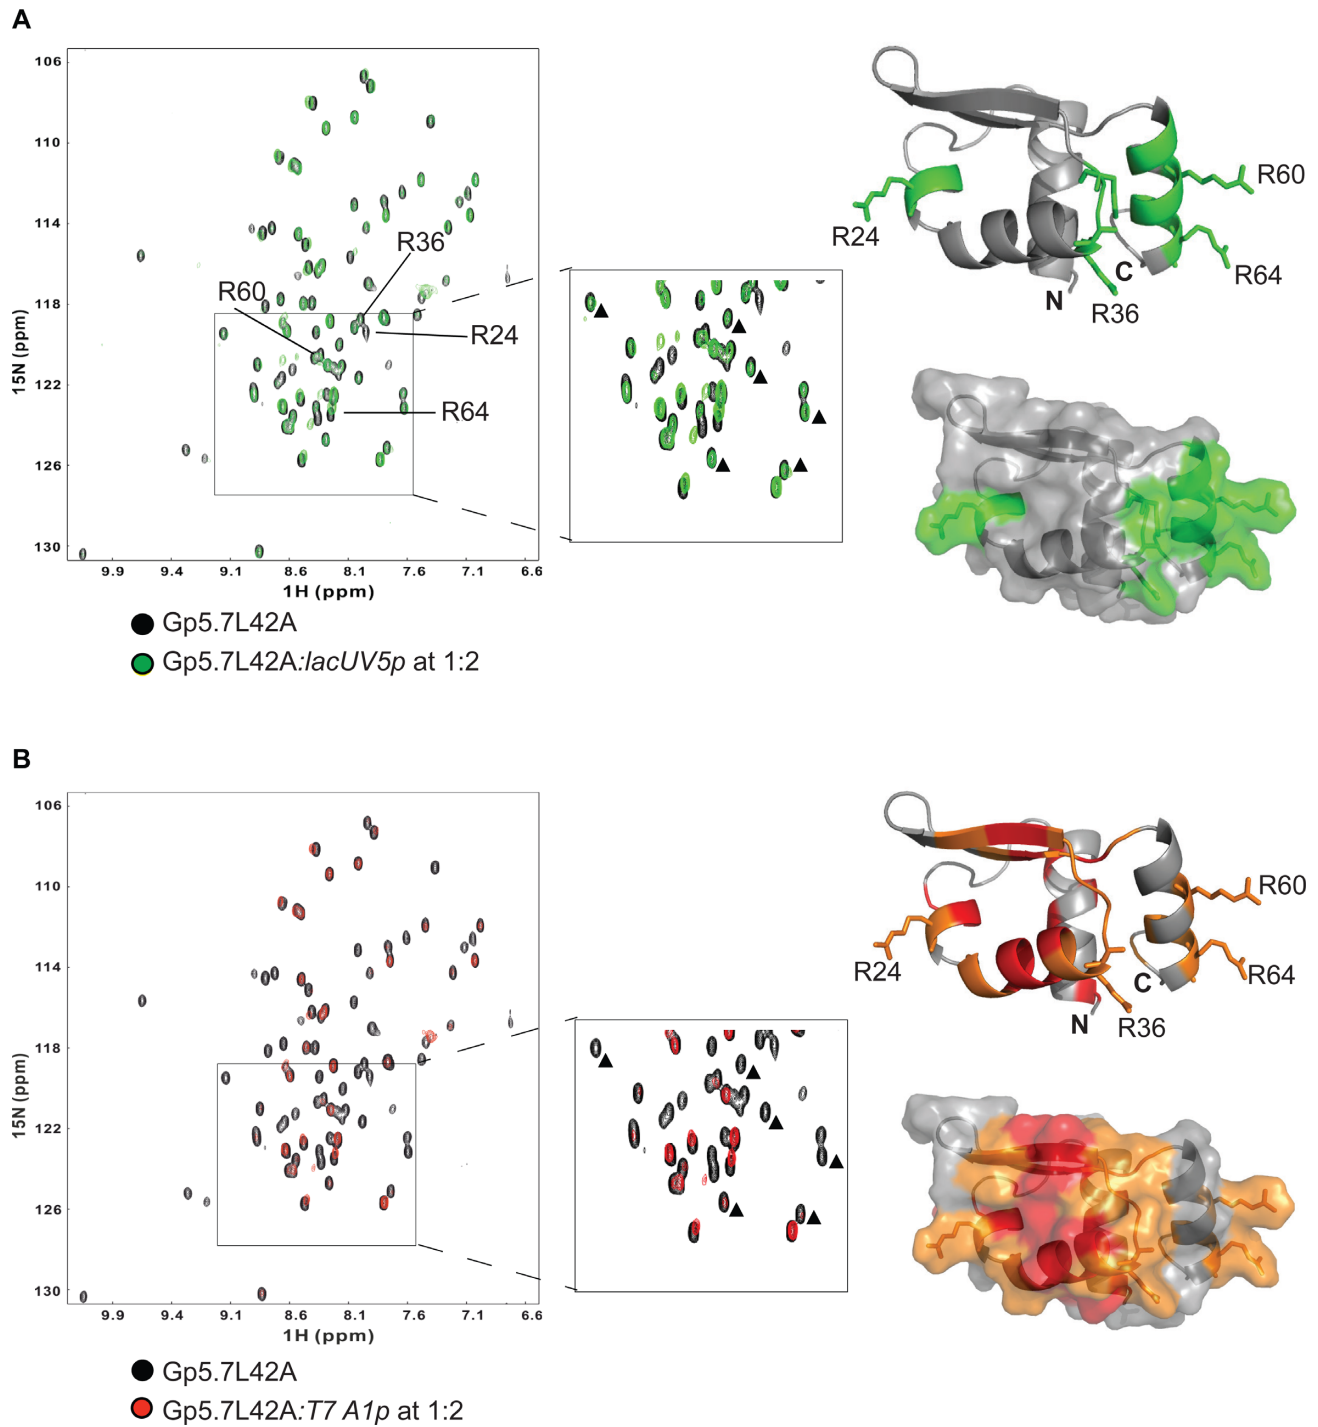 A
106
110
114
118
122
126
130
15N (ppm)
9.9 9.4 9.1 8.6 8.1 7.6 7.1 6.6
1H (ppm)
R36
R60
R24
R64
Gp5.7L42A
Gp5.7L42A:lacUV5p at 1:2
R60
R24
R64
C
N
R36
B
106
110
114
118
122
126
130
15N (ppm)
9.9 9.4 9.1 8.6 8.1 7.6 7.1 6.6
1H (ppm)
Gp5.7L42A
Gp5.7L42A:T7 A1p at 1:2
R60
R24
R64
C
N
R36